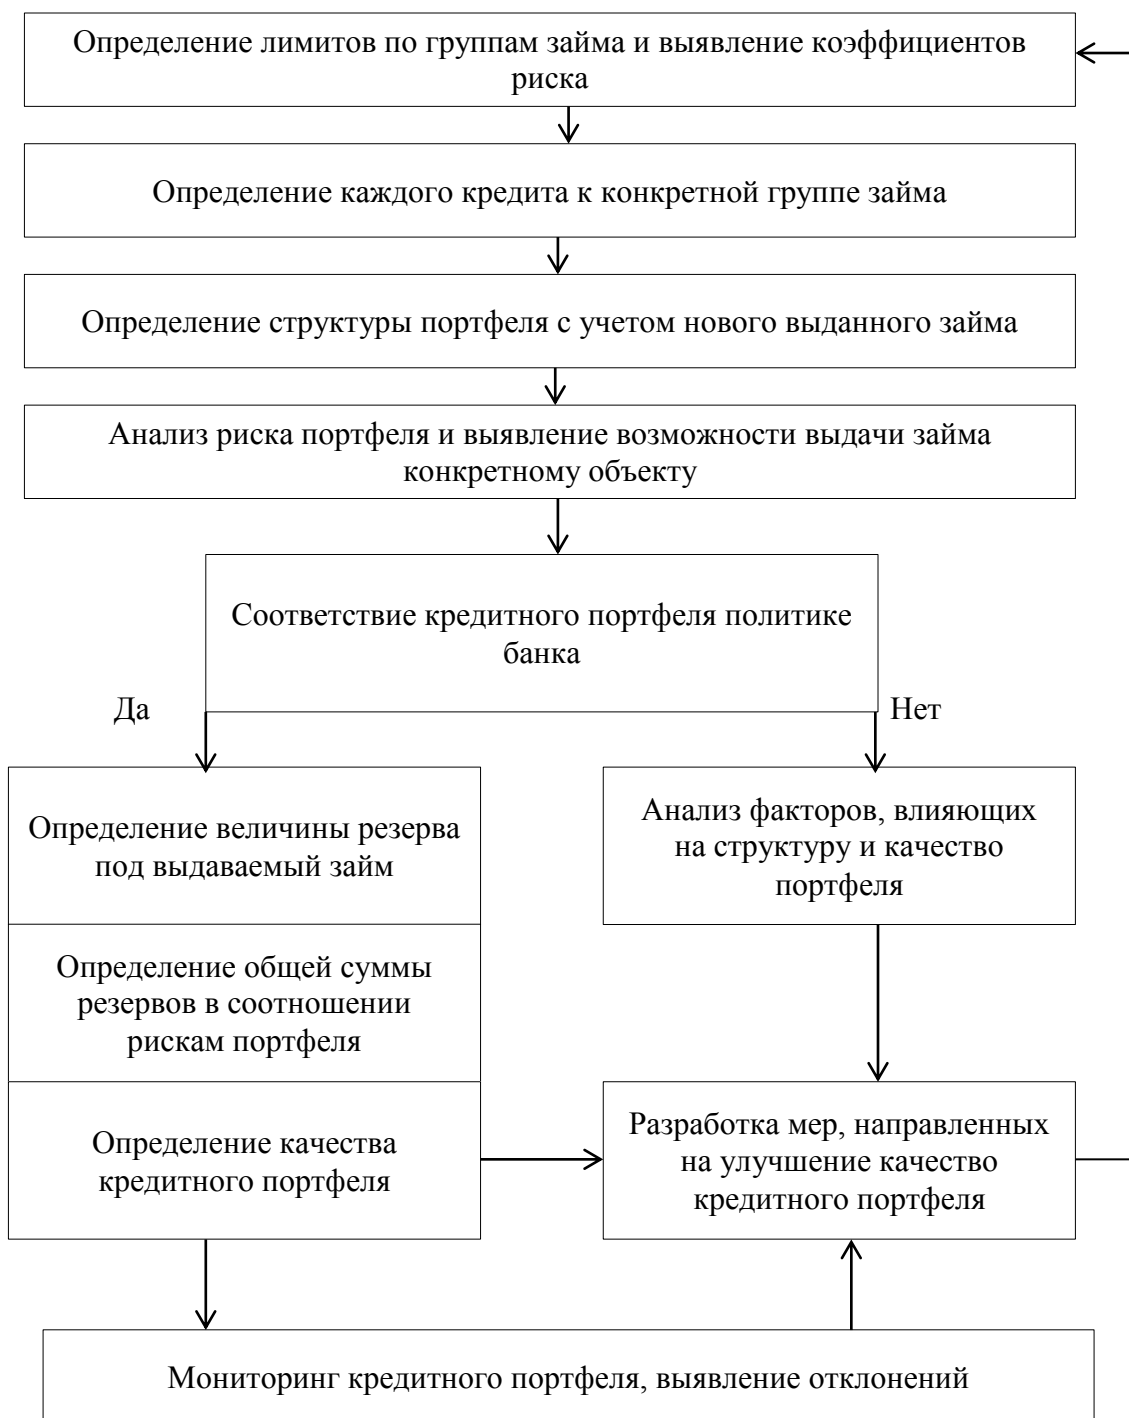 Определение лимитов по группам займа и выявление коэффициентов
риска
Определение каждого кредита к конкретной группе займа
Определение структуры портфеля с учетом нового выданного займа
Анализ риска портфеля и выявление возможности выдачи займа
конкретному объекту
Соответствие кредитного портфеля политике
банка
Да
Нет
Определение величины резерва
под выдаваемый займ
Анализ факторов, влияющих
на структуру и качество
портфеля
Определение общей суммы
резервов в соотношении
рискам портфеля
Определение качества
кредитного портфеля
Разработка мер, направленных
на улучшение качество
кредитного портфеля
Мониторинг кредитного портфеля, выявление отклонений